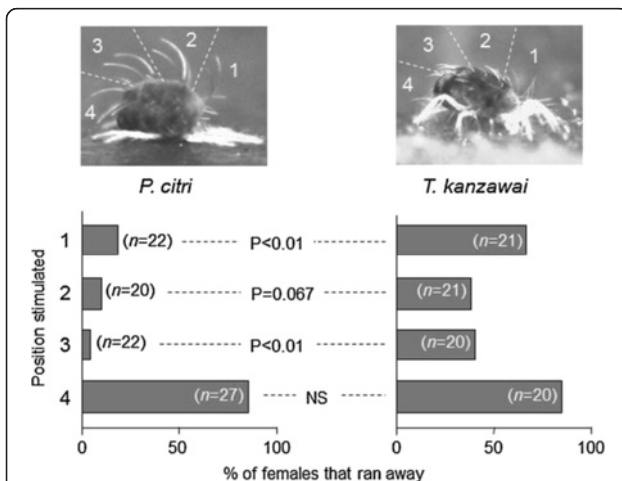 3 2 1 4
3 2 1 4
P. citri
T. kanzawai
Position stimulated
1 (n=22) P<0.01 (n=21)
2 (n=20) P=0.067 (n=21)
3 (n=22) P<0.01 (n=20)
4 (n=27) NS (n=20)
0 50 100 0 50 100
% of females that ran away